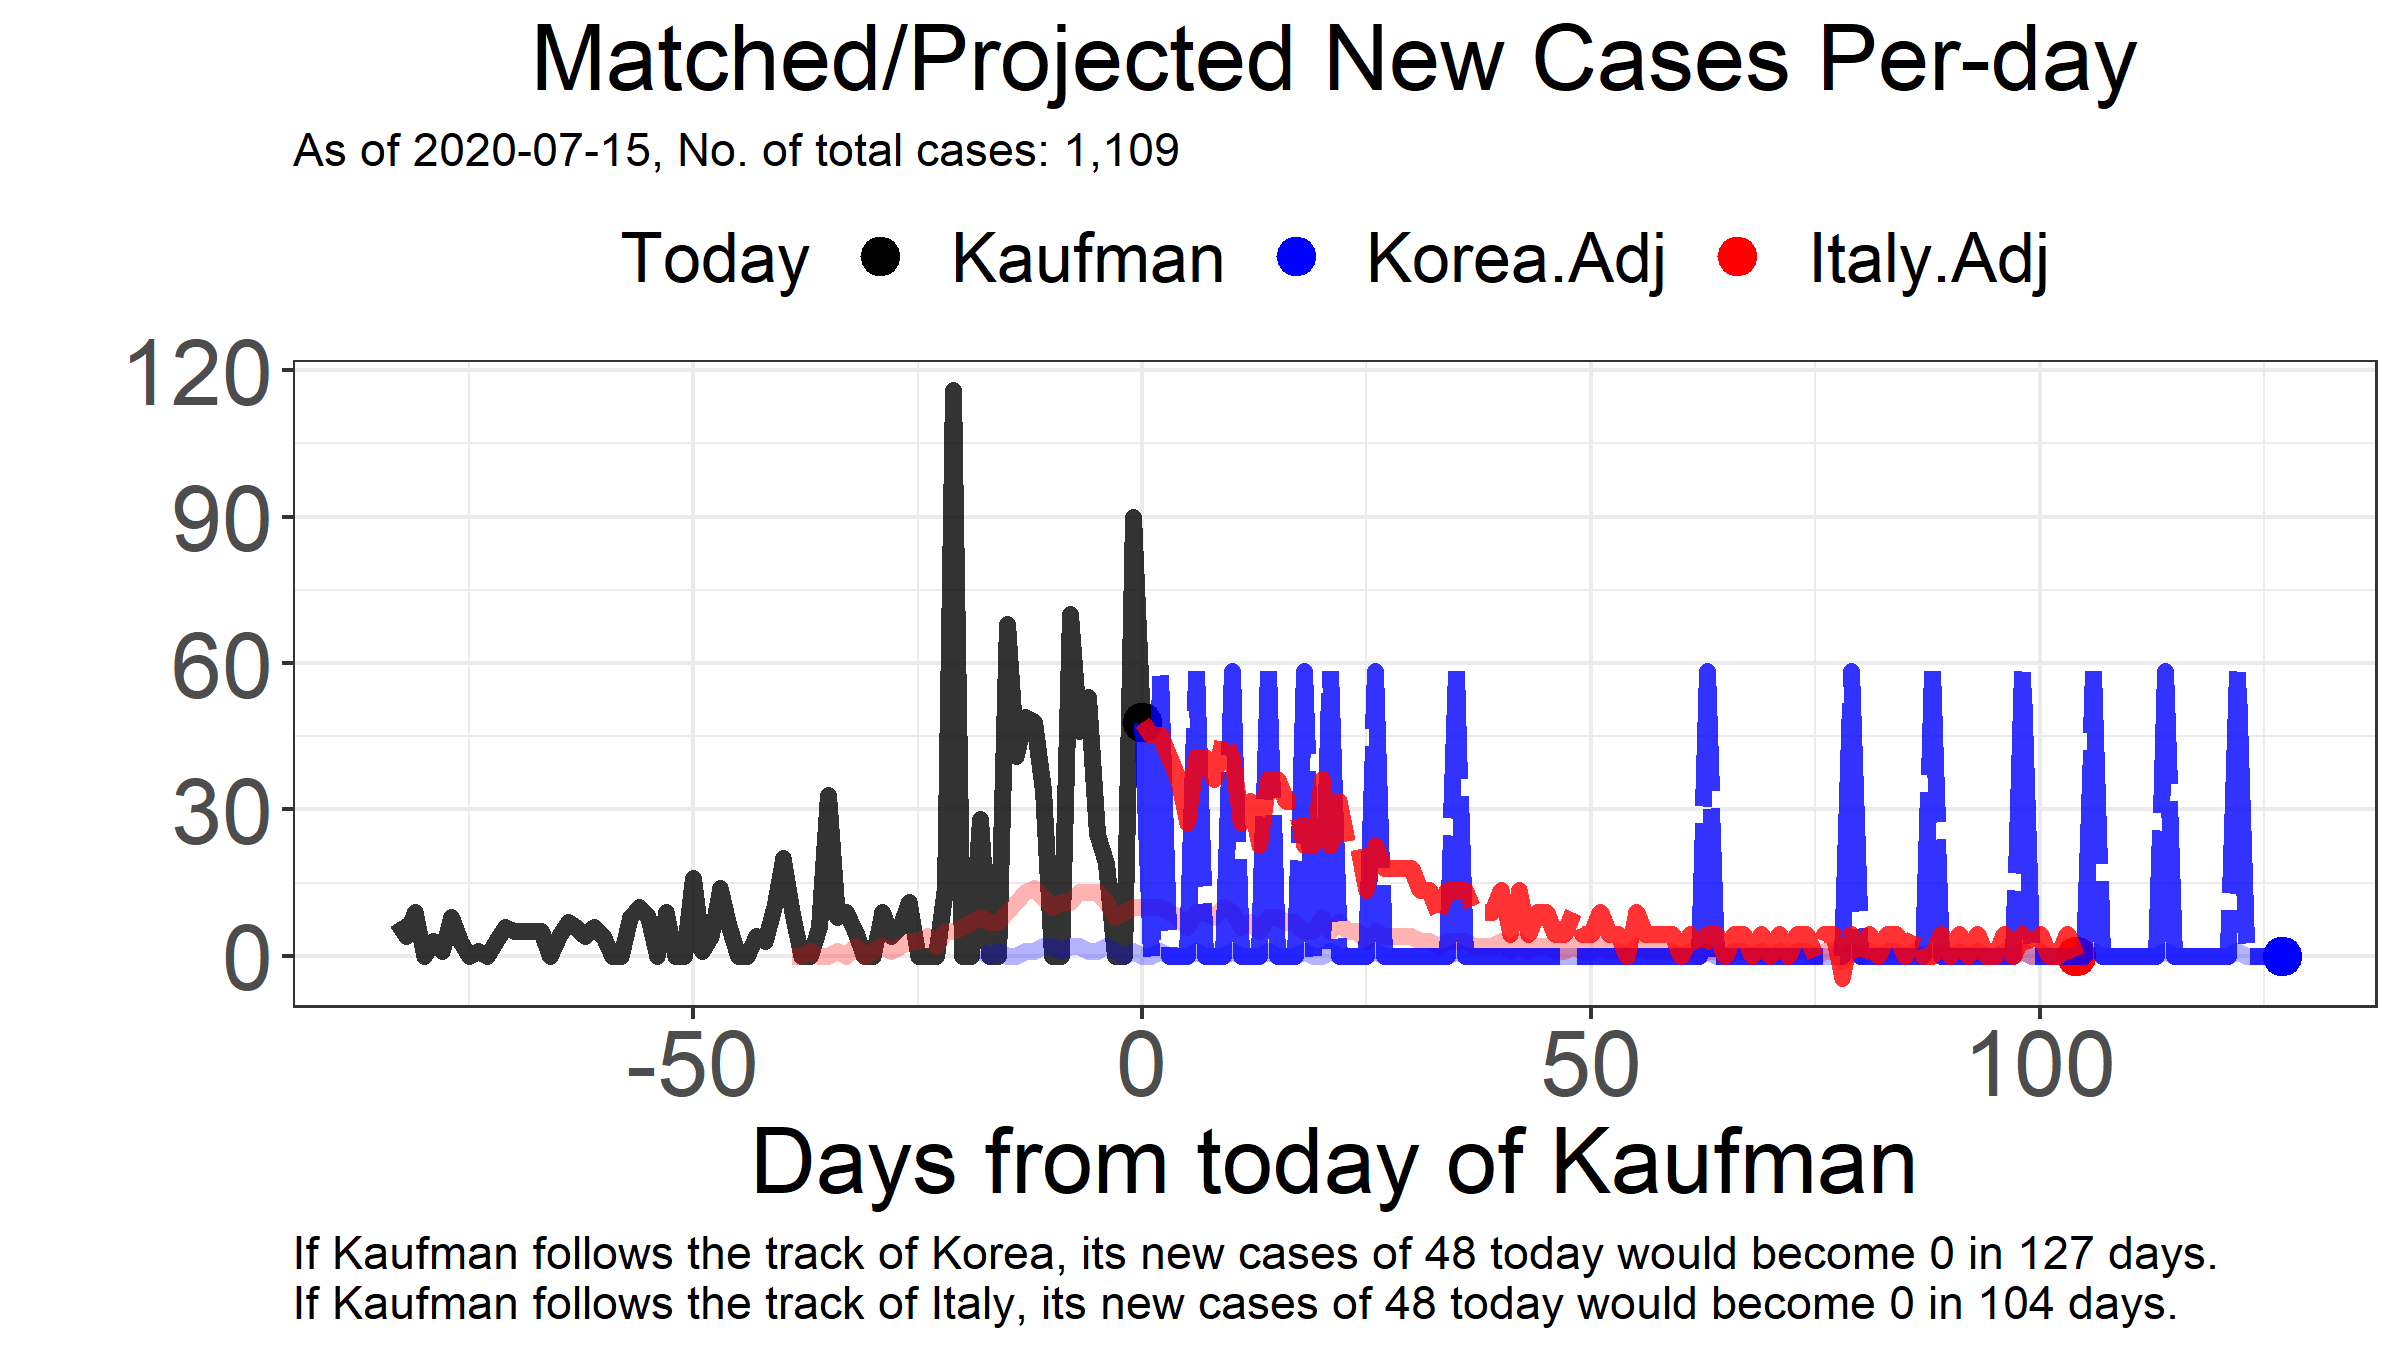 Matched/Projected New Cases Per-day
As of 2020-07-15, No. of total cases: 1,109
Today Kaufman Korea.Adj Italy.Adj
120
90
60
30
0
-50 0 50 100
Days from today of Kaufman
If Kaufman follows the track of Korea, its new cases of 48 today would become 0 in 127 days.
If Kaufman follows the track of Italy, its new cases of 48 today would become 0 in 104 days.